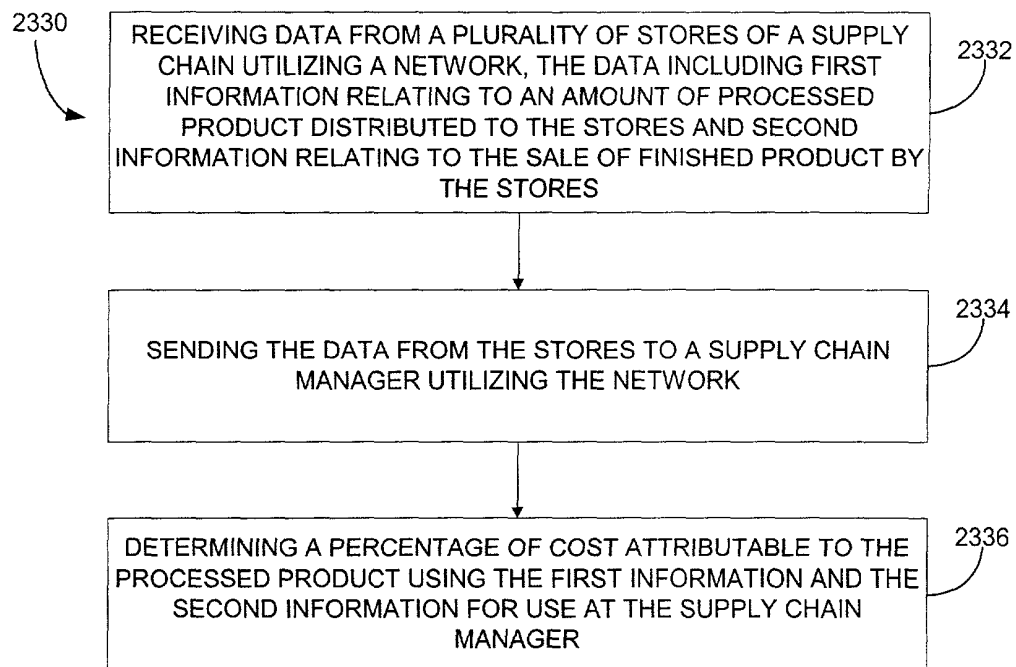 2330
RECEIVING DATA FROM A PLURALITY OF STORES OF A SUPPLY
CHAIN UTILIZING A NETWORK, THE DATA INCLUDING FIRST
INFORMATION RELATING TO AN AMOUNT OF PROCESSED
PRODUCT DISTRIBUTED TO THE STORES AND SECOND
INFORMATION RELATING TO THE SALE OF FINISHED PRODUCT BY
THE STORES
2332
SENDING THE DATA FROM THE STORES TO A SUPPLY CHAIN
MANAGER UTILIZING THE NETWORK
2334
DETERMINING A PERCENTAGE OF COST ATTRIBUTABLE TO THE
PROCESSED PRODUCT USING THE FIRST INFORMATION AND THE
SECOND INFORMATION FOR USE AT THE SUPPLY CHAIN
MANAGER
2336